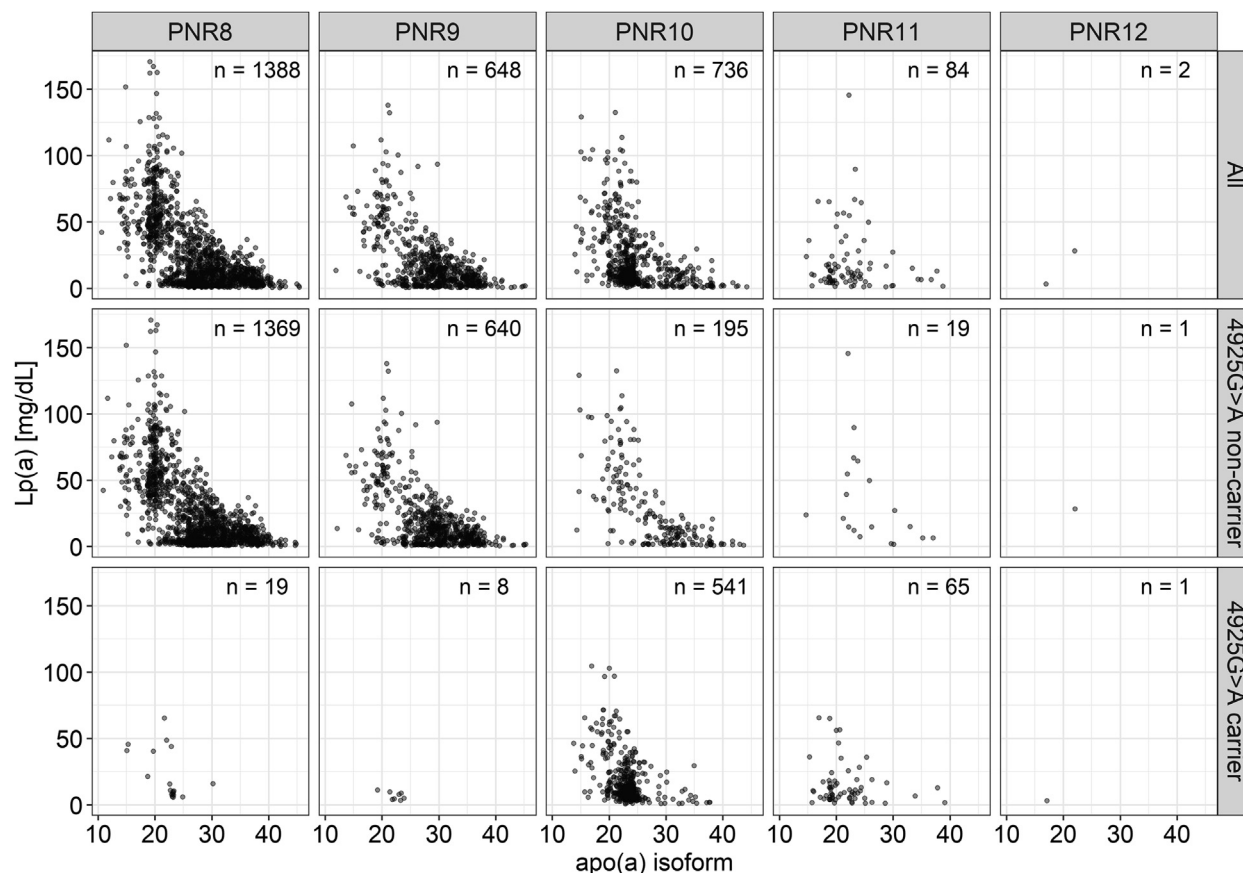 PNR8 PNR9 PNR10 PNR11 PNR12
n = 1388 n = 648 n = 736 n = 84 n = 2
150
100
50
0
All
n = 1369 n = 640 n = 195 n = 19 n = 1
150
100
50
0
4925G>A non-carrier
n = 19 n = 8 n = 541 n = 65 n = 1
150
100
50
0
4925G>A carrier
Lp(a) [mg/dL]
10 20 30 40 10 20 30 40 10 20 30 40 10 20 30 40 10 20 30 40
apo(a) isoform